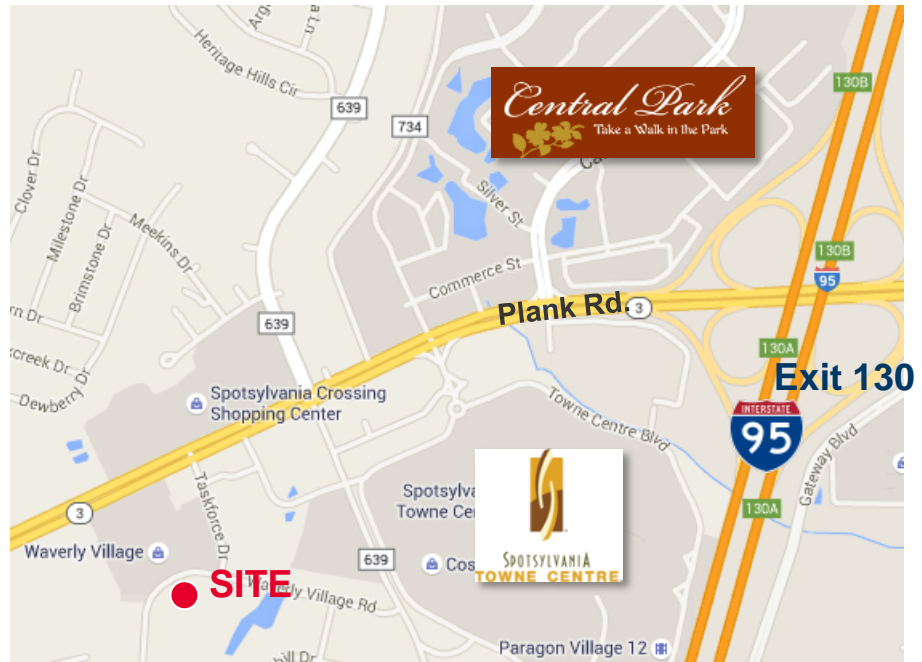 Heritage Hills Cir
639
734
Central Park
Take a Walk in the Park
130B
Clover Dr
Milestone Dr
Brimstone Dr
Meekins Dr
Silver St
Commerce St
130B
95
Plank Rd.
3
639
130A
Exit 130
Dewberry Dr
Spotsylvania Crossing
Shopping Center
Towne Centre Blvd
INTERSTATE
95
Gateway Blvd
Taskforce Dr
3
130A
SPOTSYLVANIA
TOWNE CENTRE
Waverly Village
639
SITE
Waverly Village Rd
Paragon Village 12